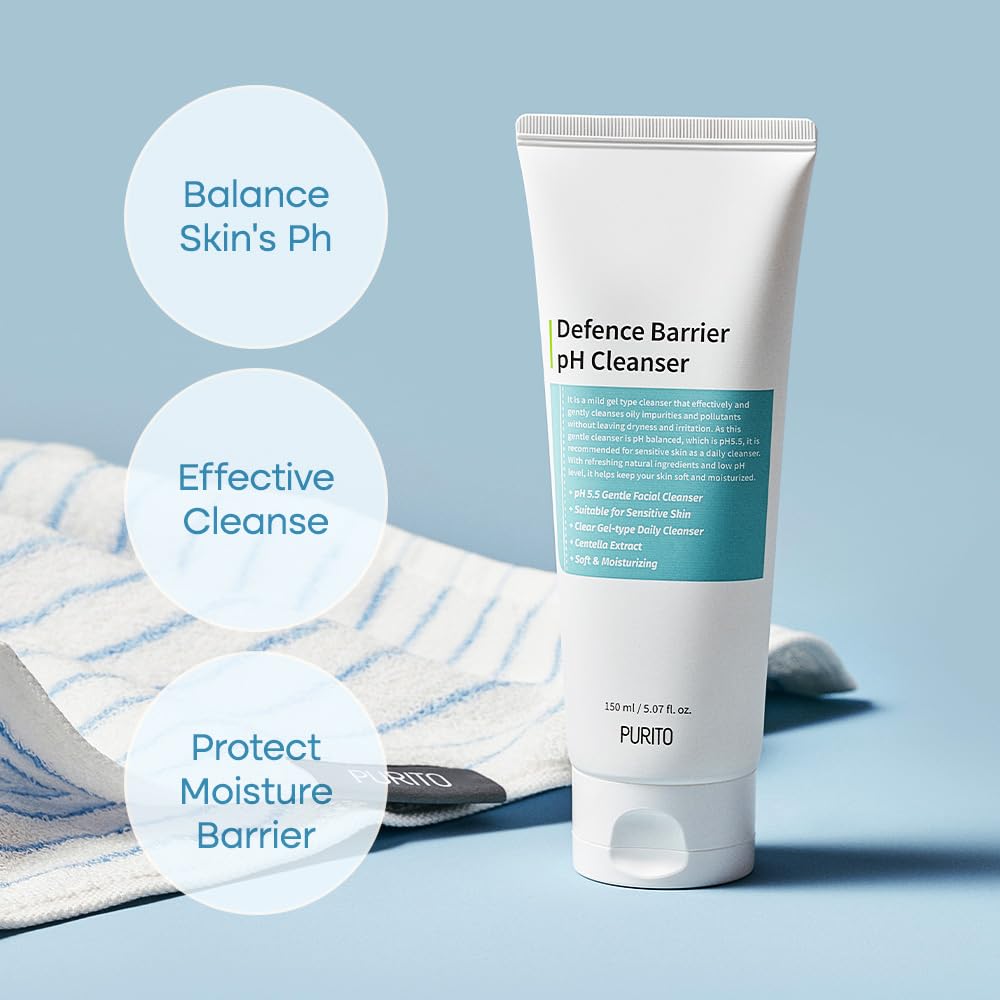 Balance
Skin's Ph
Effective
Cleanse
Protect
Moisture
Barrier
PURITO
Defence Barrier
pH Cleanser
It is a mild gel type cleanser that effectively and
gently cleanses oily impurities and pollutants
without leaving dryness and irritation. As this
gentle cleanser is pH balanced, which is pH5.5, it is
recommended for sensitive skin as a daily cleanser.
With refreshing natural ingredients and low pH
level, it helps keep your skin soft and moisturized.
+ pH 5.5 Gentle Facial Cleanser
+ Suitable for Sensitive Skin
+ Clear Gel-type Daily Cleanser
+ Centella Extract
+ Soft & Moisturizing
150 ml / 5.07 fl. oz.
PURITO